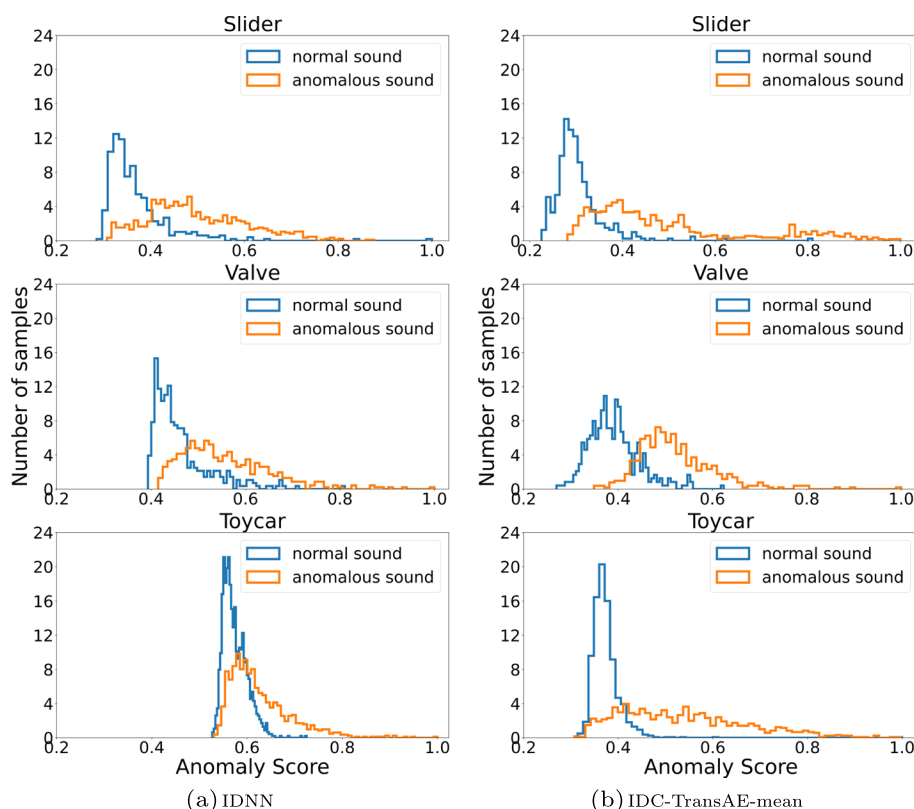 Slider
24
20
16
12
8
4
0
0.2 0.4 0.6 0.8 1.0
normal sound
anomalous sound
Slider
24
20
16
12
8
4
0
0.2 0.4 0.6 0.8 1.0
normal sound
anomalous sound
Valve
Number of samples
24
20
16
12
8
4
0
0.2 0.4 0.6 0.8 1.0
normal sound
anomalous sound
Valve
Number of samples
24
20
16
12
8
4
0
0.2 0.4 0.6 0.8 1.0
normal sound
anomalous sound
Toycar
24
20
16
12
8
4
0
0.2 0.4 0.6 0.8 1.0
normal sound
anomalous sound
Anomaly Score
Toycar
24
20
16
12
8
4
0
0.2 0.4 0.6 0.8 1.0
normal sound
anomalous sound
Anomaly Score
(a) IDNN
(b) IDC-TransAE-mean